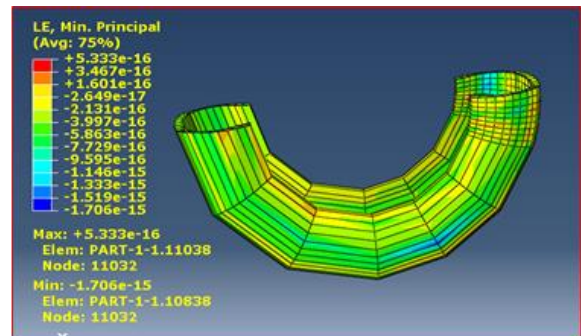 LE, Min. Principal
(Avg: 75%)
+5.333e-16
+3.467e-16
+1.601e-16
-2.649e-17
-2.131e-16
-3.997e-16
-5.863e-16
-7.729e-16
-9.595e-16
-1.146e-15
-1.333e-15
-1.519e-15
-1.706e-15
Max: +5.333e-16
Elem: PART-1-1.11038
Node: 11032
Min: -1.706e-15
Elem: PART-1-1.10838
Node: 11032